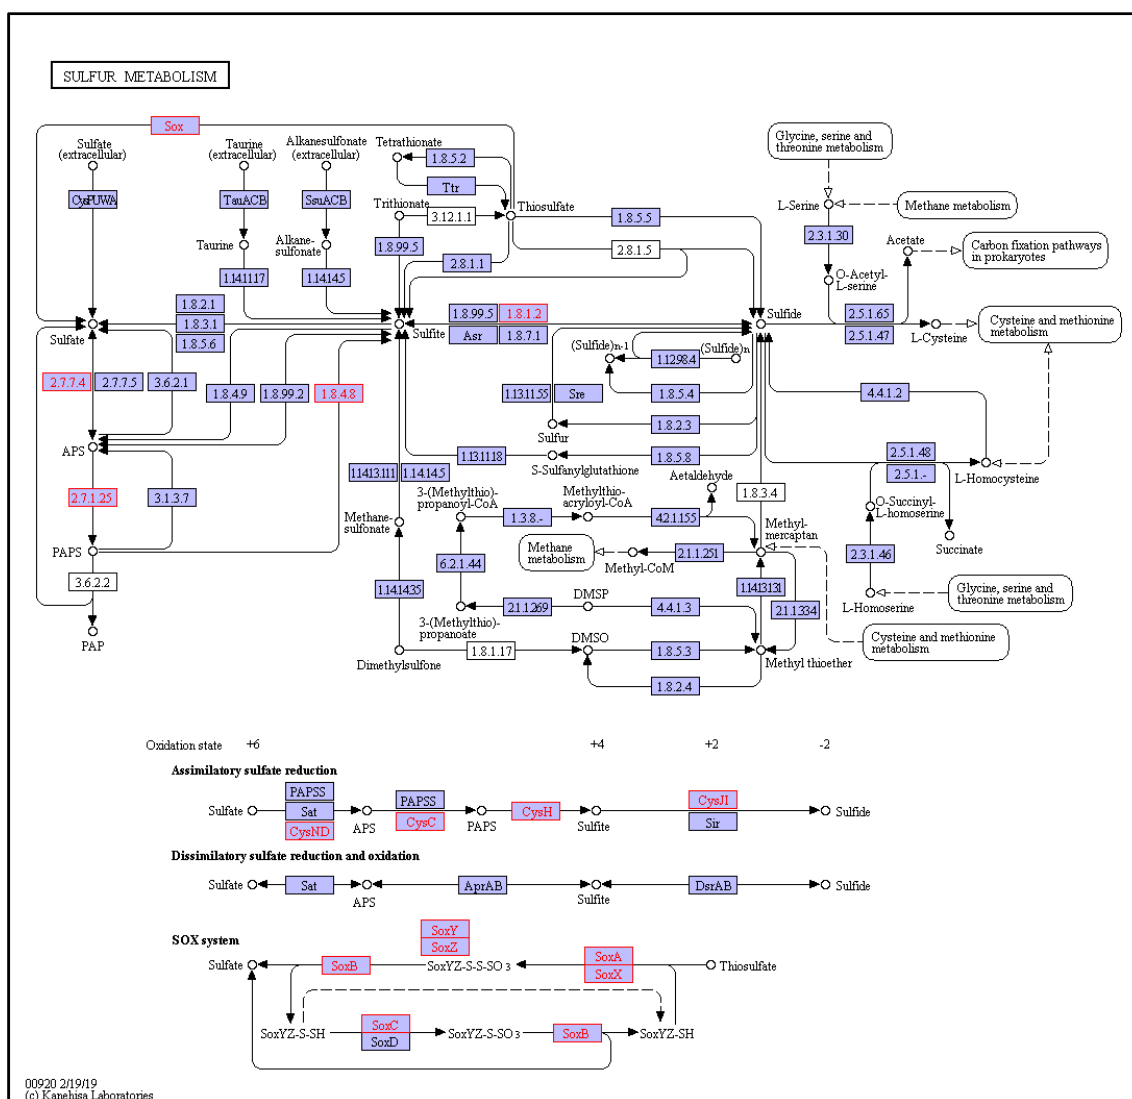 SULFUR METABOLISM
Sox
Sulfate
(extracellular)
Taurine
(extracellular)
Alkanesulfonate
(extracellular)
Tetrathionate
1.8.5.2
Ttr
Glycine, serine and
threonine metabolism
CysPUWA
TauACB
SsuACB
Trithionate
3.12.1.1
Thiosulfate
1.8.5.5
L-Serine
Methane metabolism
Taurine
Alkane-
sulfonate
1.8.99.5
2.8.1.1
2.8.1.5
2.3.1.30
Acetate
Carbon fixation pathways
in prokaryotes
1.14.11.17
1.14.14.5
O-Acetyl-
L-serine
1.8.2.1
1.8.3.1
1.8.5.6
Sulfate
Sulfite
1.8.99.5
1.8.1.2
Asr
1.8.7.1
Sulfide
2.5.1.65
2.5.1.47
L-Cysteine
Cysteine and methionine
metabolism
(Sulfide)n-1
1.12.98.4
(Sulfide)n
2.7.7.4
2.7.7.5
3.6.2.1
1.8.4.9
1.8.99.2
1.8.4.8
1.13.11.55
Sre
1.8.5.4
4.4.1.2
1.8.2.3
Sulfur
APS
1.13.11.18
1.8.5.8
S-Sulfanylglutathione
2.5.1.48
2.5.1.-
L-Homocysteine
1.14.13.111
1.14.14.5
Aetaldehyde
2.7.1.25
3.1.3.7
3-(Methylthio)-
propanoyl-CoA
Methylthio-
acryloyl-CoA
1.8.3.4
O-Succinyl-
L-homoserine
Methane-
sulfonate
1.3.8.-
4.2.1.155
Methyl-
mercaptan
Succinate
PAPS
Methane
metabolism
Methyl-CoM
2.1.1.251
2.3.1.46
3.6.2.2
6.2.1.44
1.14.14.35
1.14.13.131
2.1.1.334
L-Homoserine
Glycine, serine and
threonine metabolism
2.1.1.269
DMSP
4.4.1.3
3-(Methylthio)-
propanoate
PAP
DMSO
Cysteine and methionine
metabolism
Dimethylsulfone
1.8.1.17
1.8.5.3
Methyl thioether
1.8.2.4
Oxidation state +6 +4 +2 -2
Assimilatory sulfate reduction
PAPSS
PAPSS
CysJI
Sulfate
Sat
CysH
Sulfide
CysND
APS
CysC
PAPS
Sulfite
Sir
Dissimilatory sulfate reduction and oxidation
Sulfate
Sat
AprAB
DsrAB
Sulfide
APS
Sulfite
SOX system
SoxY
SoxZ
Sulfate
SoxB
SoxYZ-S-S-SO3
SoxA
SoxX
Thiosulfate
SoxYZ-S-SH
SoxC
SoxD
SoxYZ-S-SO3
SoxB
SoxYZ-SH
00920 2/19/19
(c) Kanehisa Laboratories